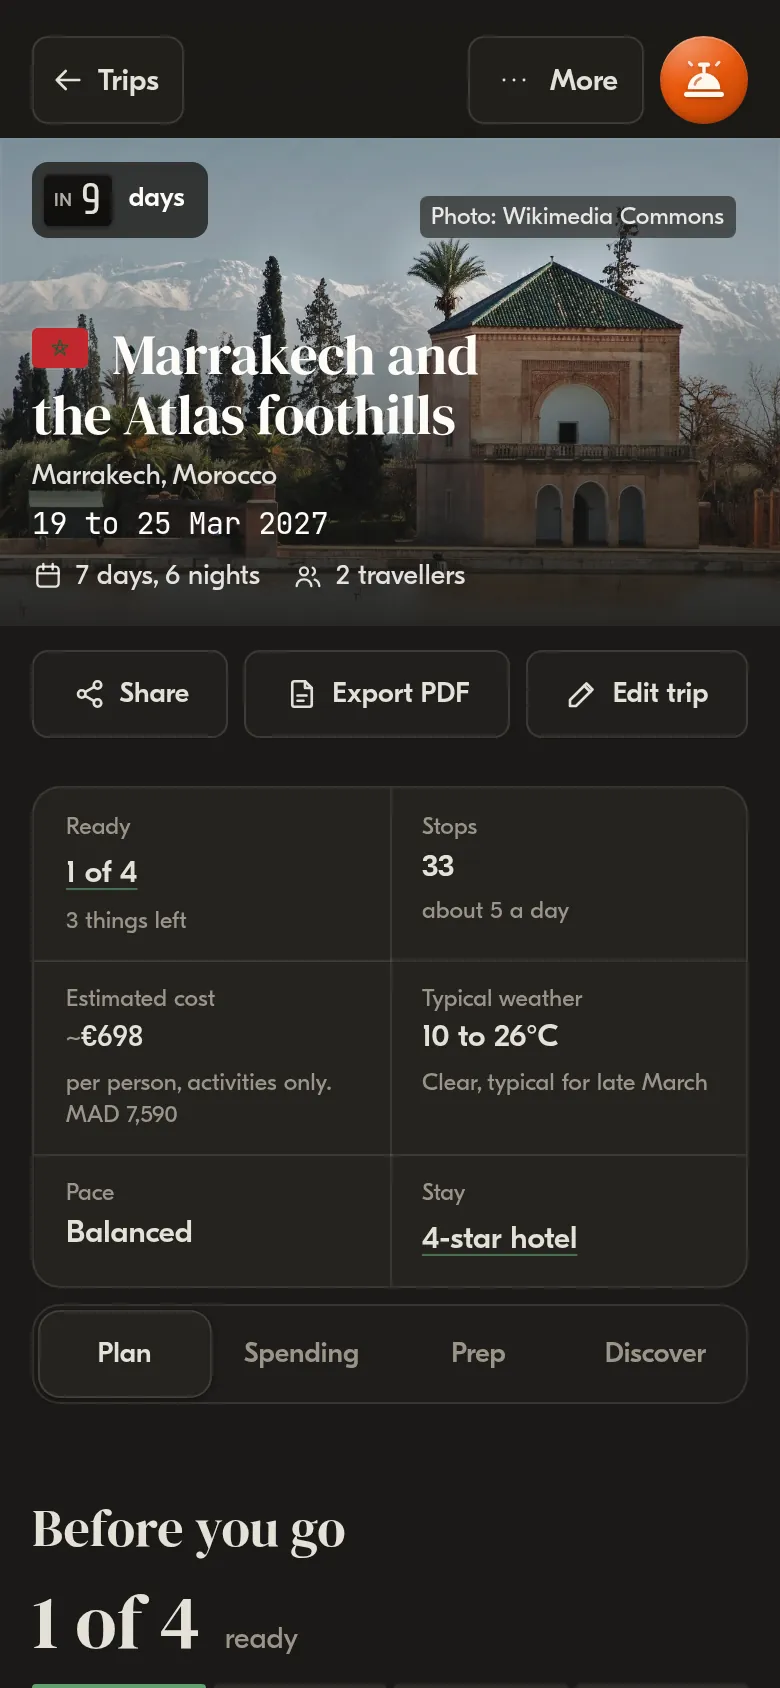 Trips
··· More
IN 9 days
Photo: Wikimedia Commons
Marrakech and
the Atlas foothills
Marrakech, Morocco
19 to 25 Mar 2027
7 days, 6 nights 2 travellers
Share Export PDF Edit trip
Ready
1 of 4
3 things left
Stops
33
about 5 a day
Estimated cost
~€698
per person, activities only.
MAD 7,590
Typical weather
10 to 26°C
Clear, typical for late March
Pace
Balanced
Stay
4-star hotel
Plan Spending Prep Discover
Before you go
1 of 4 ready